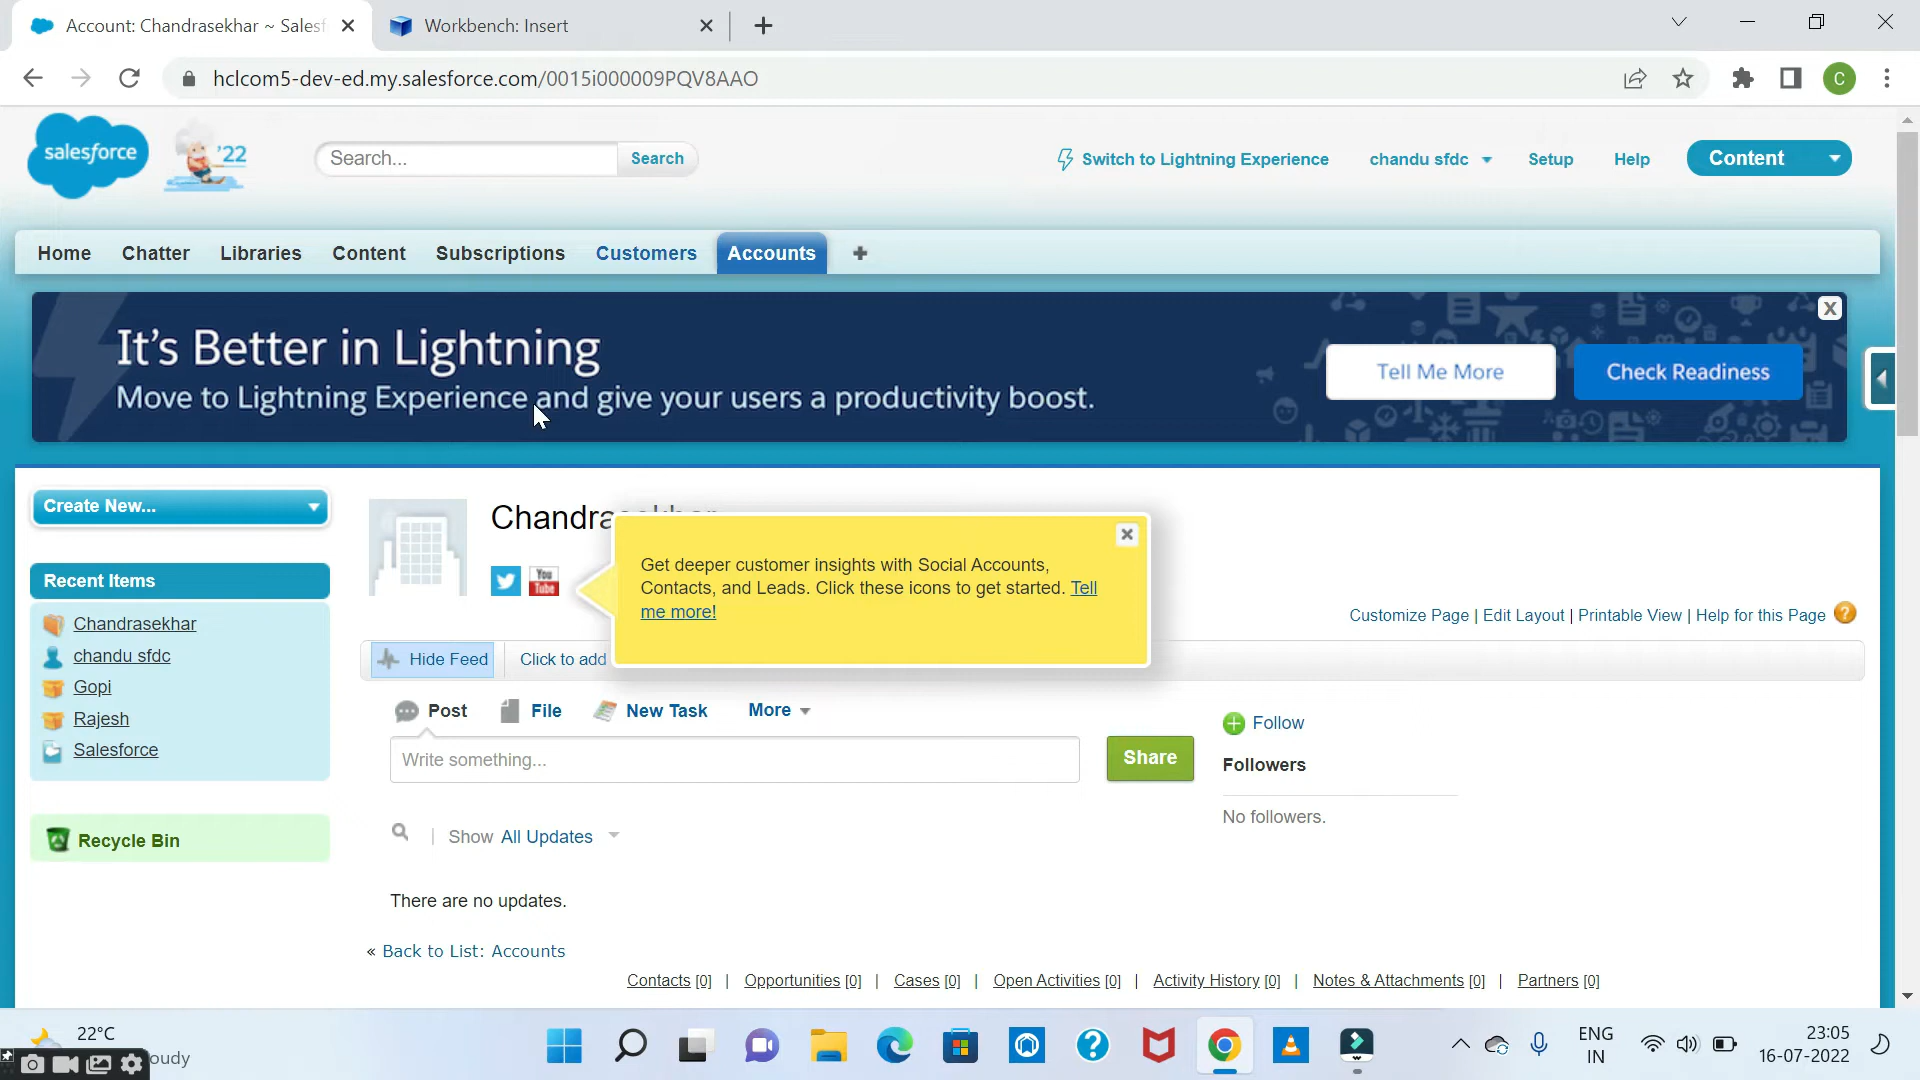 Account: Chandrasekhar ~ Salesf
Workbench: Insert
hclcom5-dev-ed.my.salesforce.com/0015i000009PQV8AAO
C
salesforce
'22
Search...
Search
Switch to Lightning Experience
chandu sfdc
Setup
Help
Content
Home
Chatter
Libraries
Content
Subscriptions
Customers
Accounts
It's Better in Lightning
Move to Lightning Experience and give your users a productivity boost.
Tell Me More
Check Readiness
X
Create New...
Recent Items
Chandrasekhar
chandu sfdc
Gopi
Rajesh
Salesforce
Recycle Bin
Chandrasekhar
You
Tube
Get deeper customer insights with Social Accounts,
Contacts, and Leads. Click these icons to get started. Tell
me more!
Customize Page | Edit Layout | Printable View | Help for this Page ?
Hide Feed
Click to add
Post
File
New Task
More
Write something...
Share
Follow
Followers
No followers.
Show All Updates
There are no updates.
« Back to List: Accounts
Contacts [0] | Opportunities [0] | Cases [0] | Open Activities [0] | Activity History [0] | Notes & Attachments [0] | Partners [0]
22°C
oudy
ENG
IN
23:05
16-07-2022